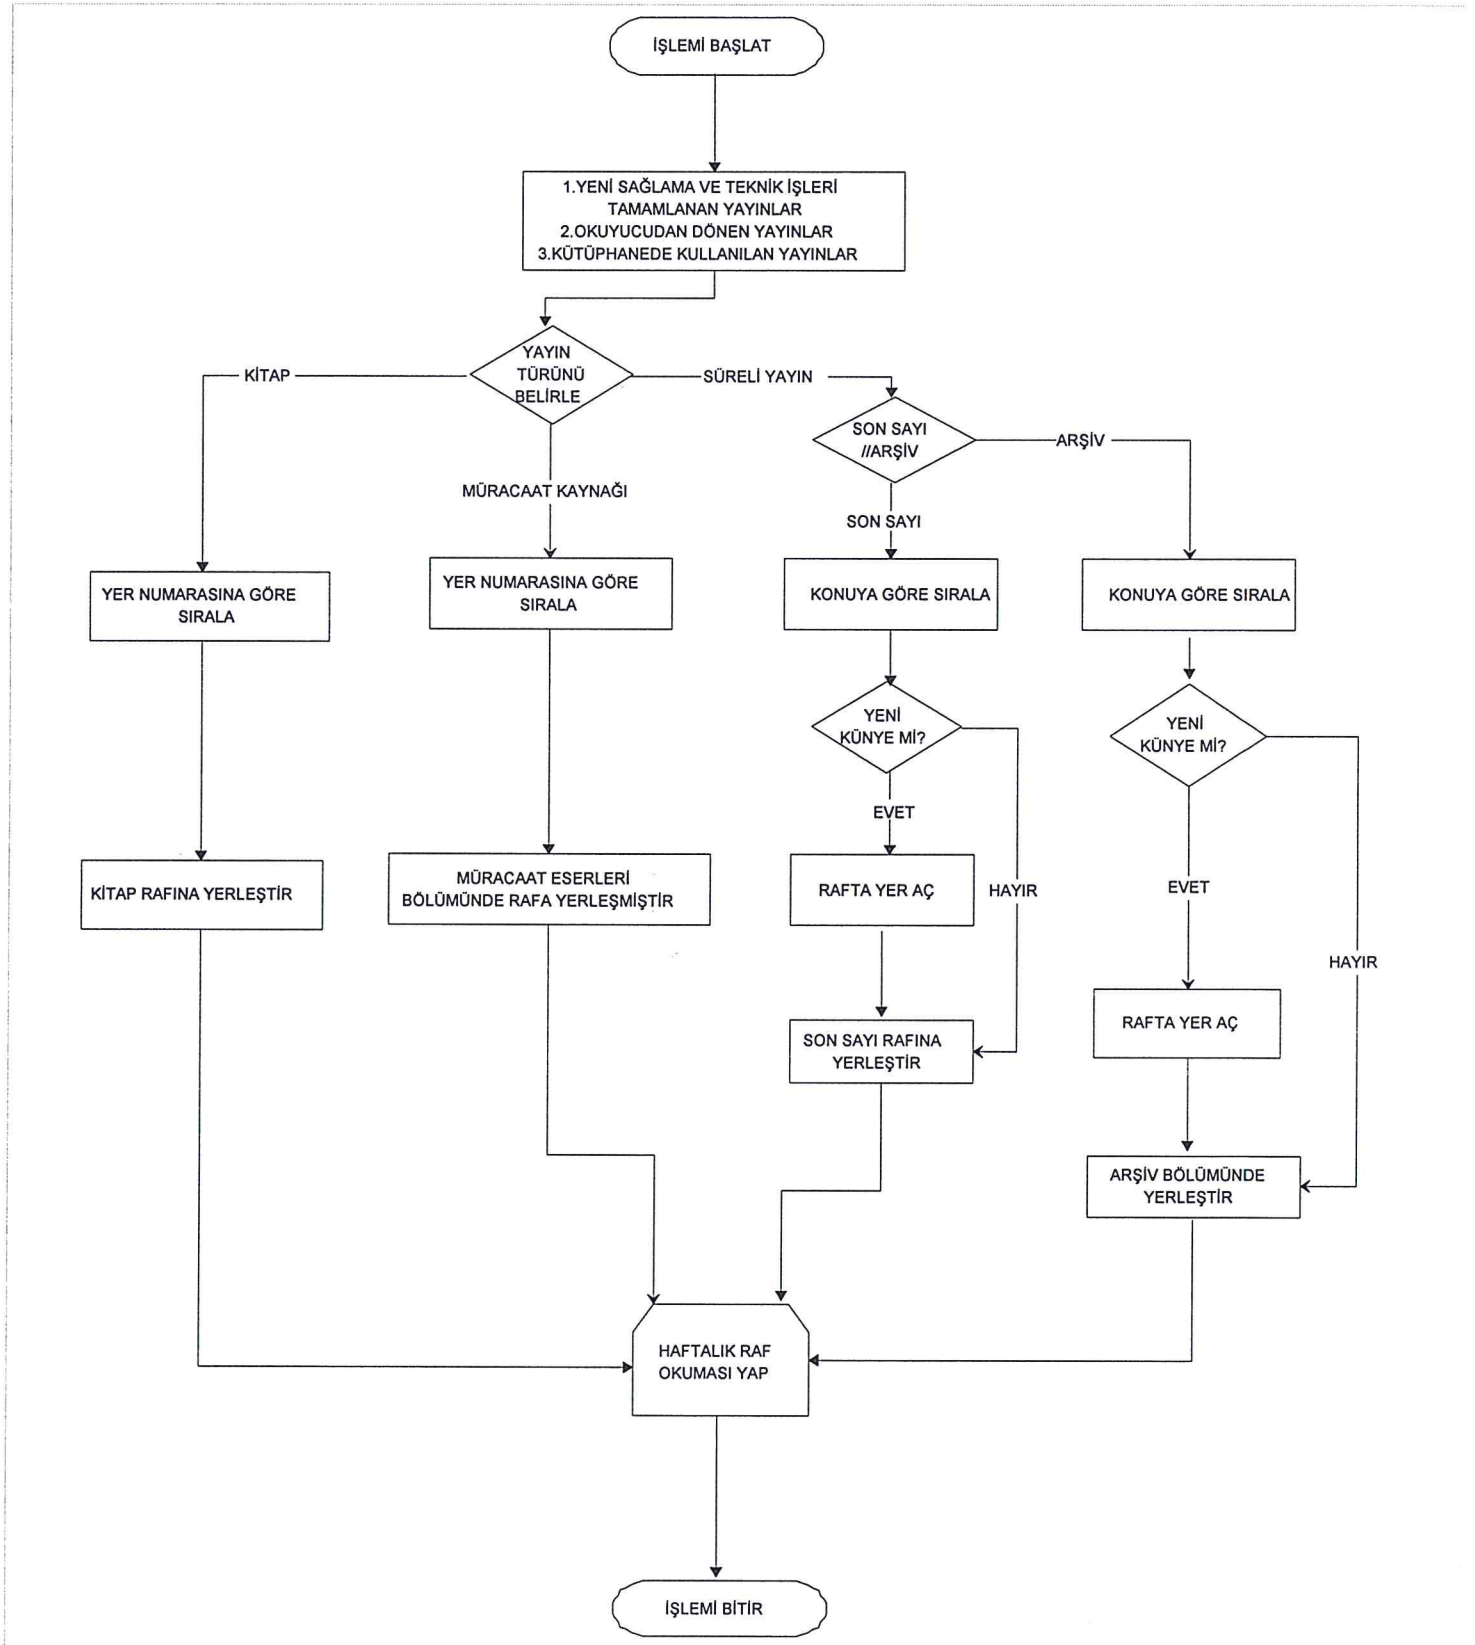 İŞLEMİ BAŞLAT
1.YENİ SAĞLAMA VE TEKNİK İŞLERİ
TAMAMLANAN YAYINLAR
2.OKUYUCUDAN DÖNEN YAYINLAR
3.KÜTÜPHANEDE KULLANILAN YAYINLAR
YAYIN
TÜRÜNÜ
BELİRLE
KİTAP
SÜRELİ YAYIN
MÜRACAAT KAYNAĞI
SON SAYI
//ARŞİV
ARŞİV
SON SAYI
YER NUMARASINA GÖRE
SIRALA
YER NUMARASINA GÖRE
SIRALA
KONUYA GÖRE SIRALA
KONUYA GÖRE SIRALA
YENİ
KÜNYE Mİ?
YENİ
KÜNYE Mİ?
EVET
HAYIR
EVET
HAYIR
KİTAP RAFINA YERLEŞTİR
MÜRACAAT ESERLERİ
BÖLÜMÜNDE RAFA YERLEŞMİŞTİR
RAFTA YER AÇ
RAFTA YER AÇ
SON SAYI RAFINA
YERLEŞTİR
ARŞİV BÖLÜMÜNDE
YERLEŞTİR
HAFTALIK RAF
OKUMASI YAP
İŞLEMİ BİTİR